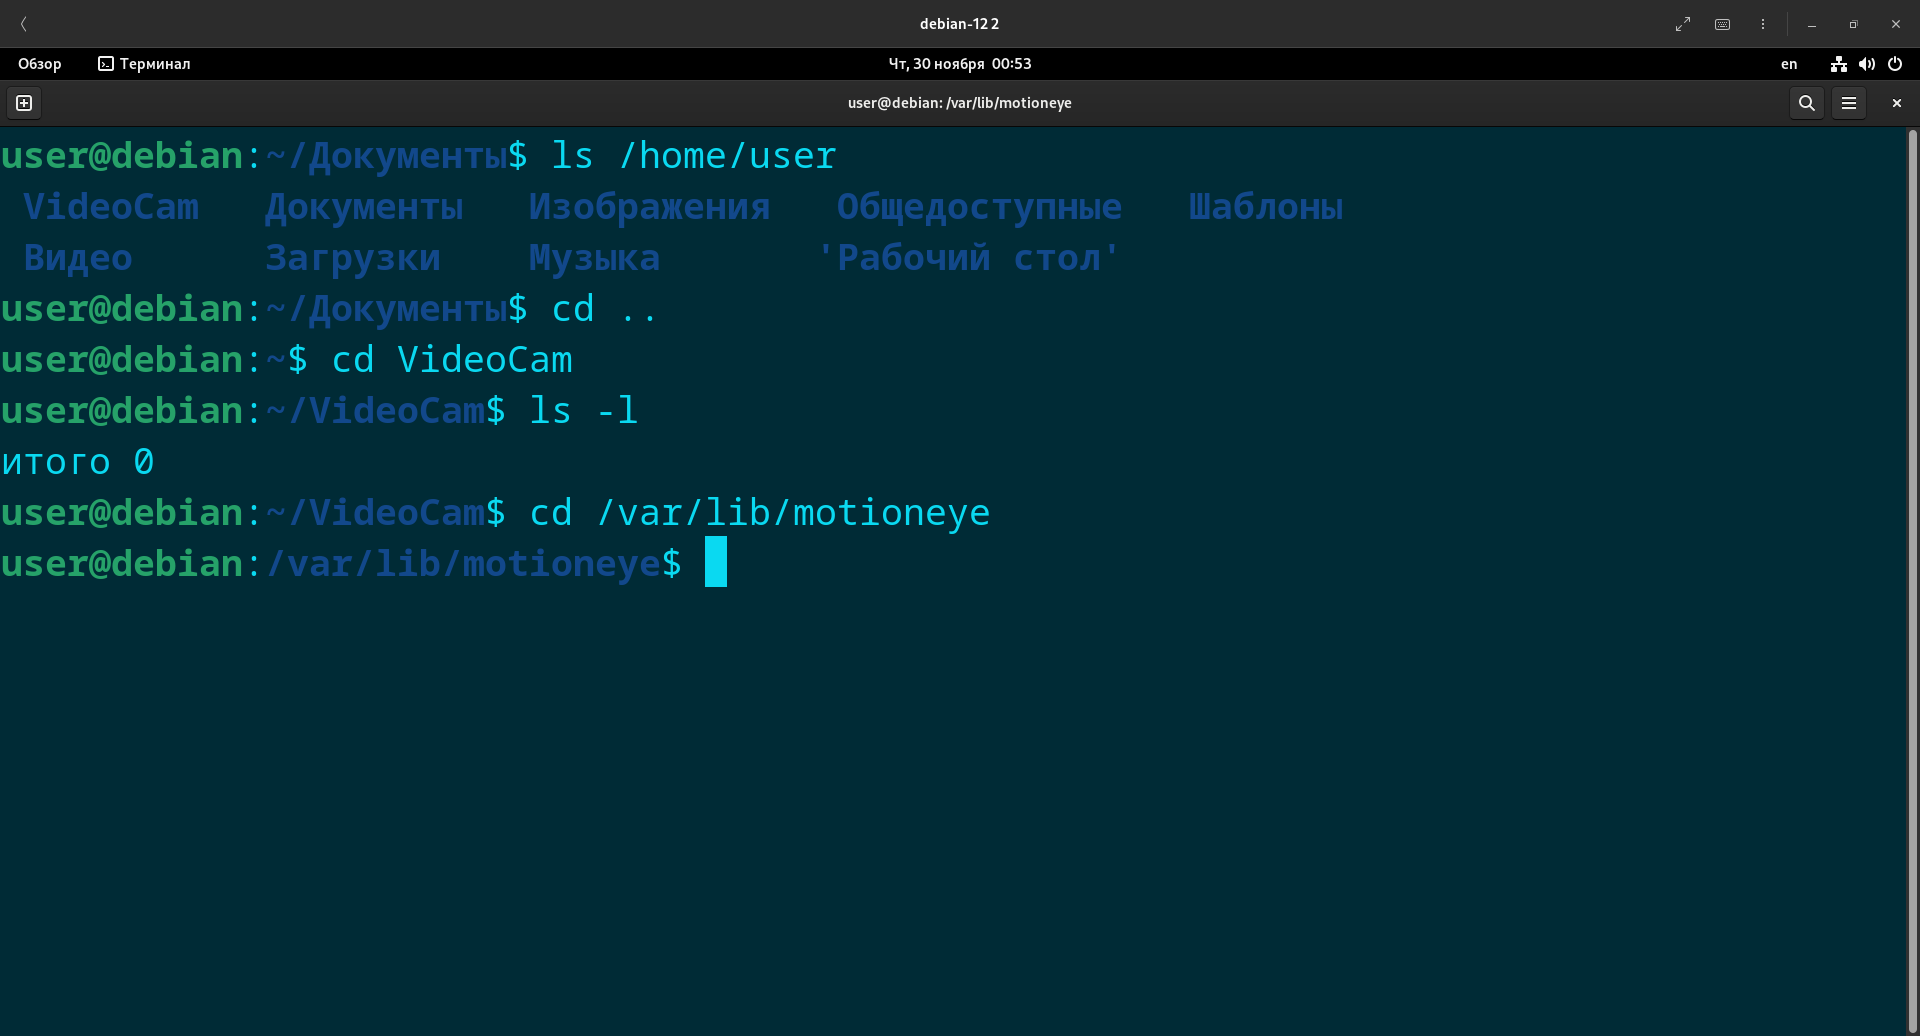 debian-12 2
Обзор Терминал Чт, 30 ноября 00:53 en
user@debian: /var/lib/motioneye
user@debian:~/Документы$ ls /home/user
VideoCam Документы Изображения Общедоступные Шаблоны
Видео Загрузки Музыка 'Рабочий стол'
user@debian:~/Документы$ cd ..
user@debian:~$ cd VideoCam
user@debian:~/VideoCam$ ls -l
итого 0
user@debian:~/VideoCam$ cd /var/lib/motioneye
user@debian:/var/lib/motioneye$